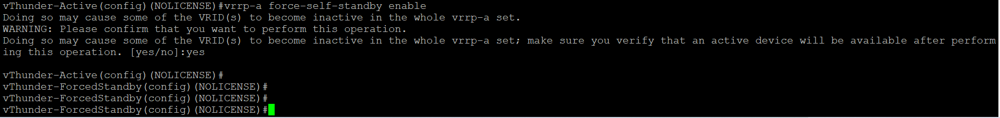 vThunder-Active(config)(NOLICENSE)#vrrp-a force-self-standby enable
Doing so may cause some of the VRID(s) to become inactive in the whole vrrp-a set.
WARNING: Please confirm that you want to perform this operation.
Doing so may cause some of the VRID(s) to become inactive in the whole vrrp-a set; make sure you verify that an active device will be available after perform
ing this operation. [yes/no]:yes
vThunder-Active(config)(NOLICENSE)#
vThunder-ForcedStandby(config)(NOLICENSE)#
vThunder-ForcedStandby(config)(NOLICENSE)#
vThunder-ForcedStandby(config)(NOLICENSE)#